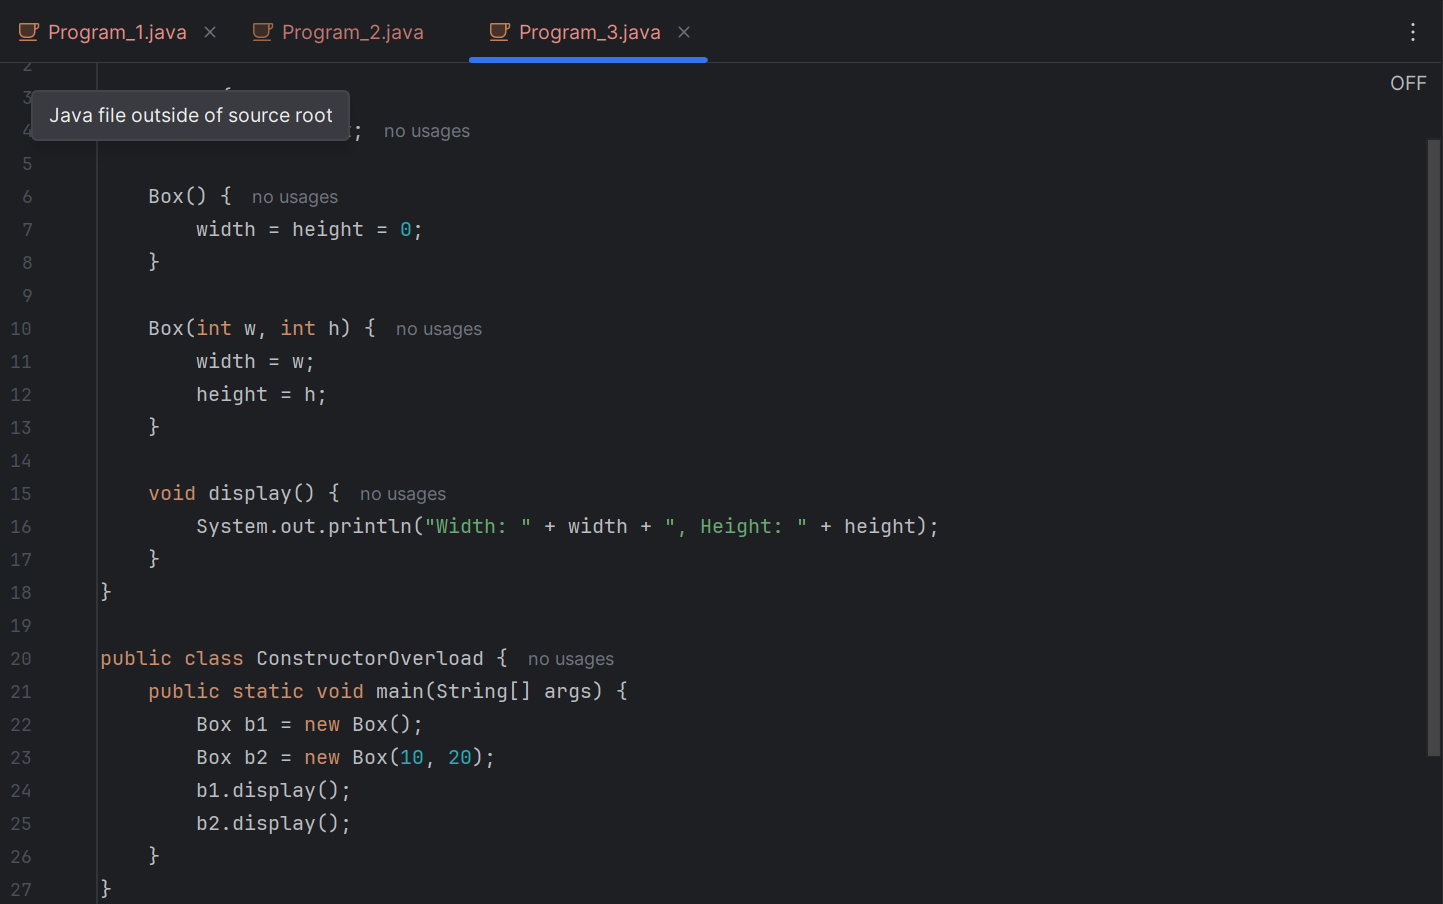 Program_1.java Program_2.java Program_3.java
OFF
2
3 {
Java file outside of source root
4 ; no usages
5
6 Box() { no usages
7 width = height = 0;
8 }
9
10 Box(int w, int h) { no usages
11 width = w;
12 height = h;
13 }
14
15 void display() { no usages
16 System.out.println("Width: " + width + ", Height: " + height);
17 }
18 }
19
20 public class ConstructorOverload { no usages
21 public static void main(String[] args) {
22 Box b1 = new Box();
23 Box b2 = new Box(10, 20);
24 b1.display();
25 b2.display();
26 }
27 }